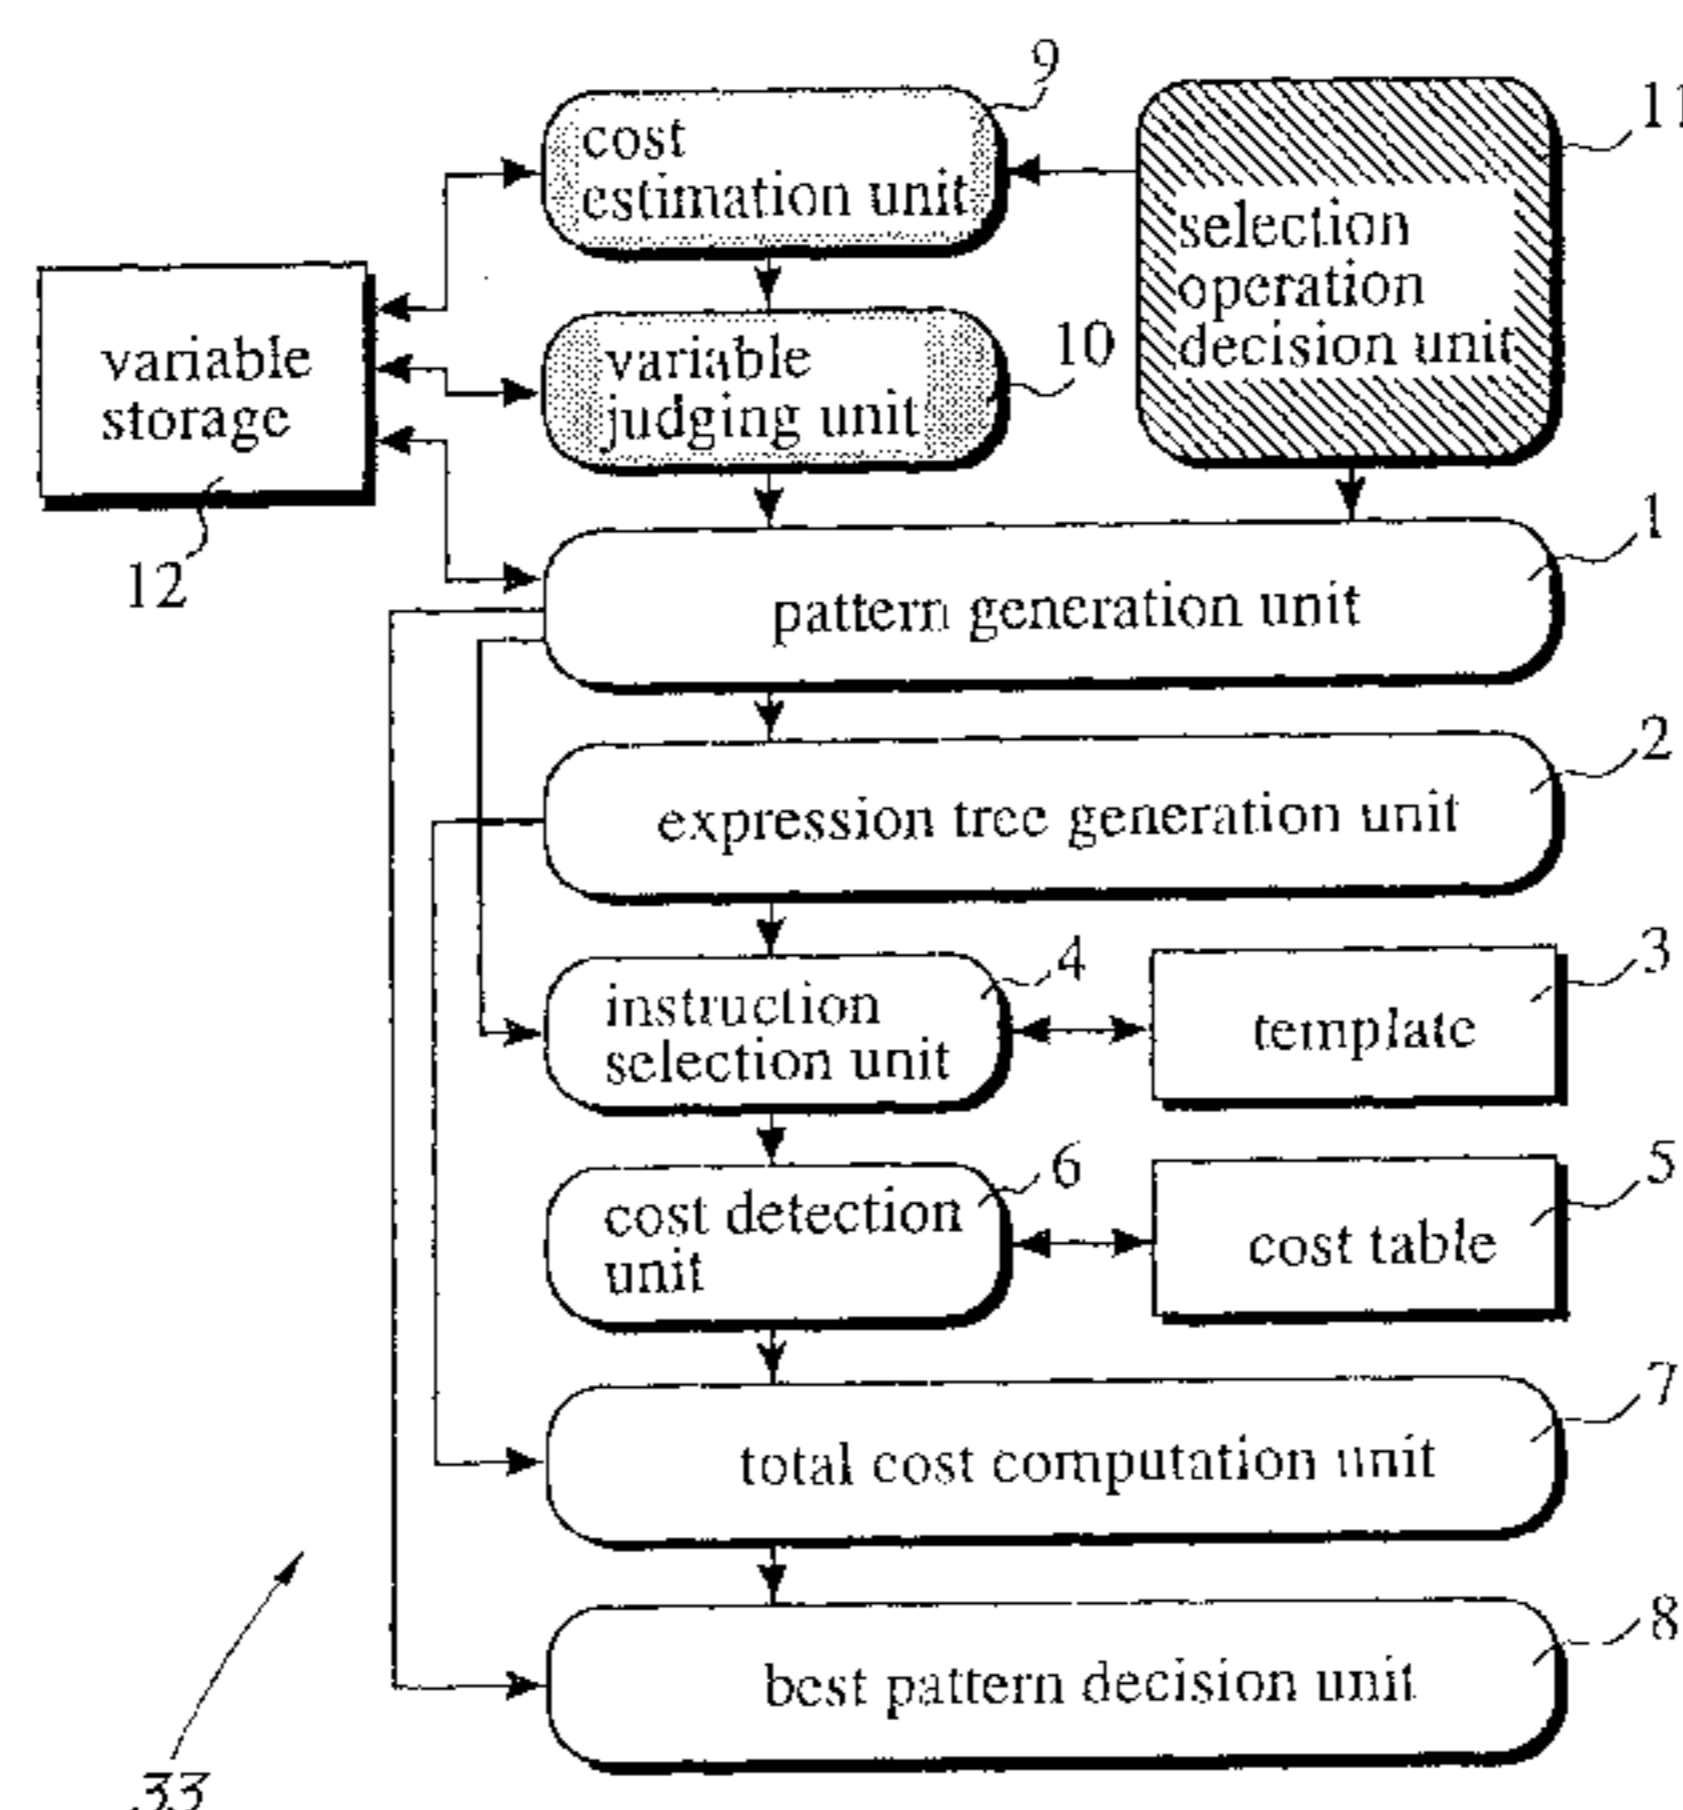 9
11
cost
estimation unit
selection
operation
decision unit
variable
storage
12
variable
judging unit
10
1
pattern generation unit
2
expression tree generation unit
4
instruction
selection unit
3
template
6
cost detection
unit
5
cost table
7
total cost computation unit
8
best pattern decision unit
33